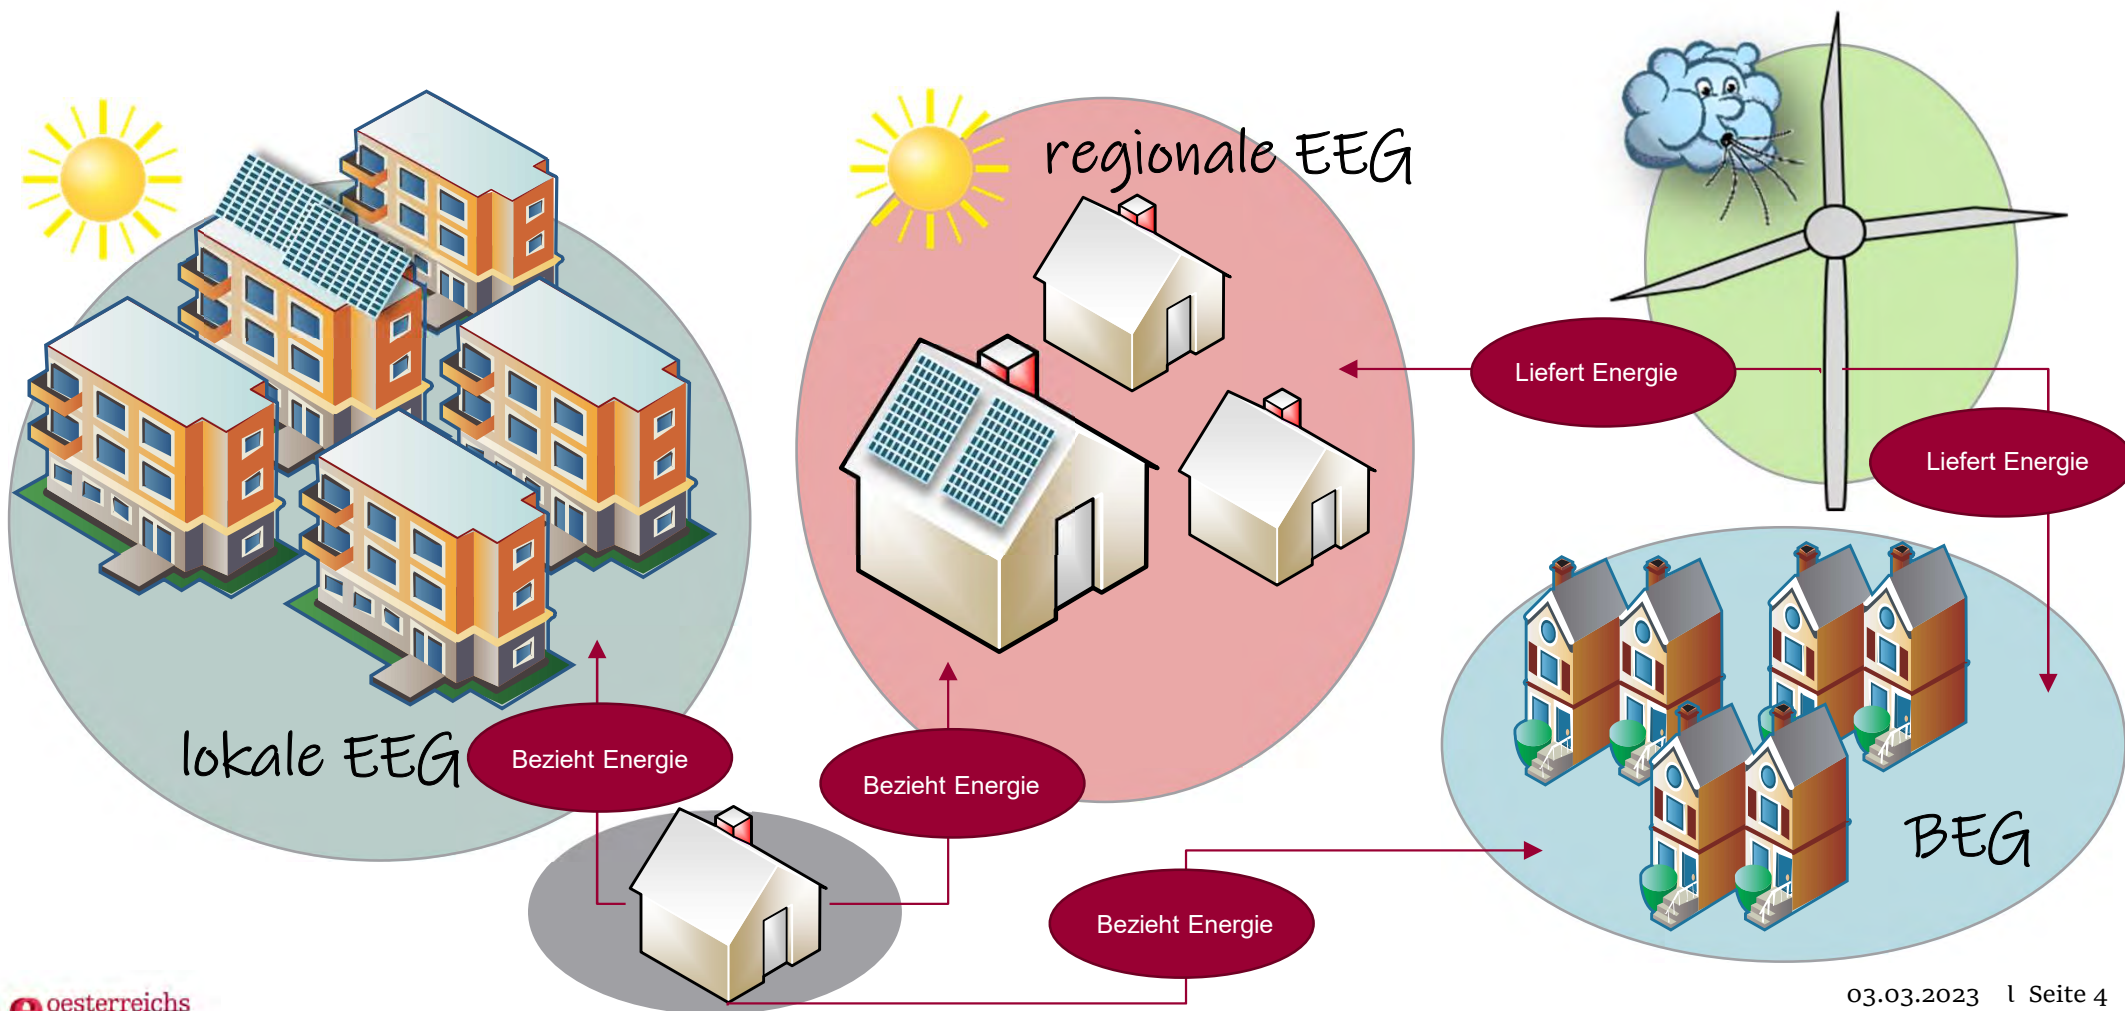 regionale EEG
Liefert Energie
Liefert Energie
lokale EEG
Bezieht Energie
Bezieht Energie
BEG
Bezieht Energie
oesterreichs
03.03.2023 l Seite 4